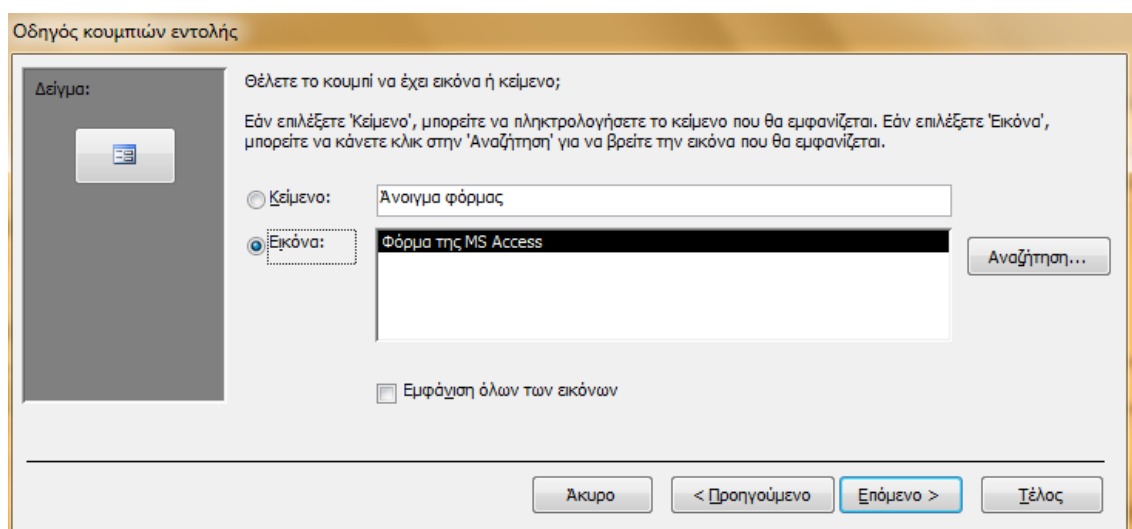 Οδηγός κουμπιών εντολής
Δείγμα:
Θέλετε το κουμπί να έχει εικόνα ή κείμενο;
Εάν επιλέξετε 'Κείμενο', μπορείτε να πληκτρολογήσετε το κείμενο που θα εμφανίζεται. Εάν επιλέξετε 'Εικόνα',
μπορείτε να κάνετε κλικ στην 'Αναζήτηση' για να βρείτε την εικόνα που θα εμφανίζεται.
Κείμενο: Άνοιγμα φόρμας
Εικόνα: Φόρμα της MS Access
Αναζήτηση...
Εμφάνιση όλων των εικόνων
Άκυρο < Προηγούμενο Επόμενο > Τέλος